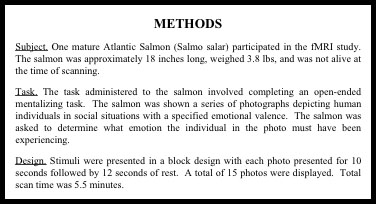 METHODS
Subject. One mature Atlantic Salmon (Salmo salar) participated in the fMRI study.
The salmon was approximately 18 inches long, weighed 3.8 lbs, and was not alive at
the time of scanning.
Task. The task administered to the salmon involved completing an open-ended
mentalizing task. The salmon was shown a series of photographs depicting human
individuals in social situations with a specified emotional valence. The salmon was
asked to determine what emotion the individual in the photo must have been
experiencing.
Design. Stimuli were presented in a block design with each photo presented for 10
seconds followed by 12 seconds of rest. A total of 15 photos were displayed. Total
scan time was 5.5 minutes.